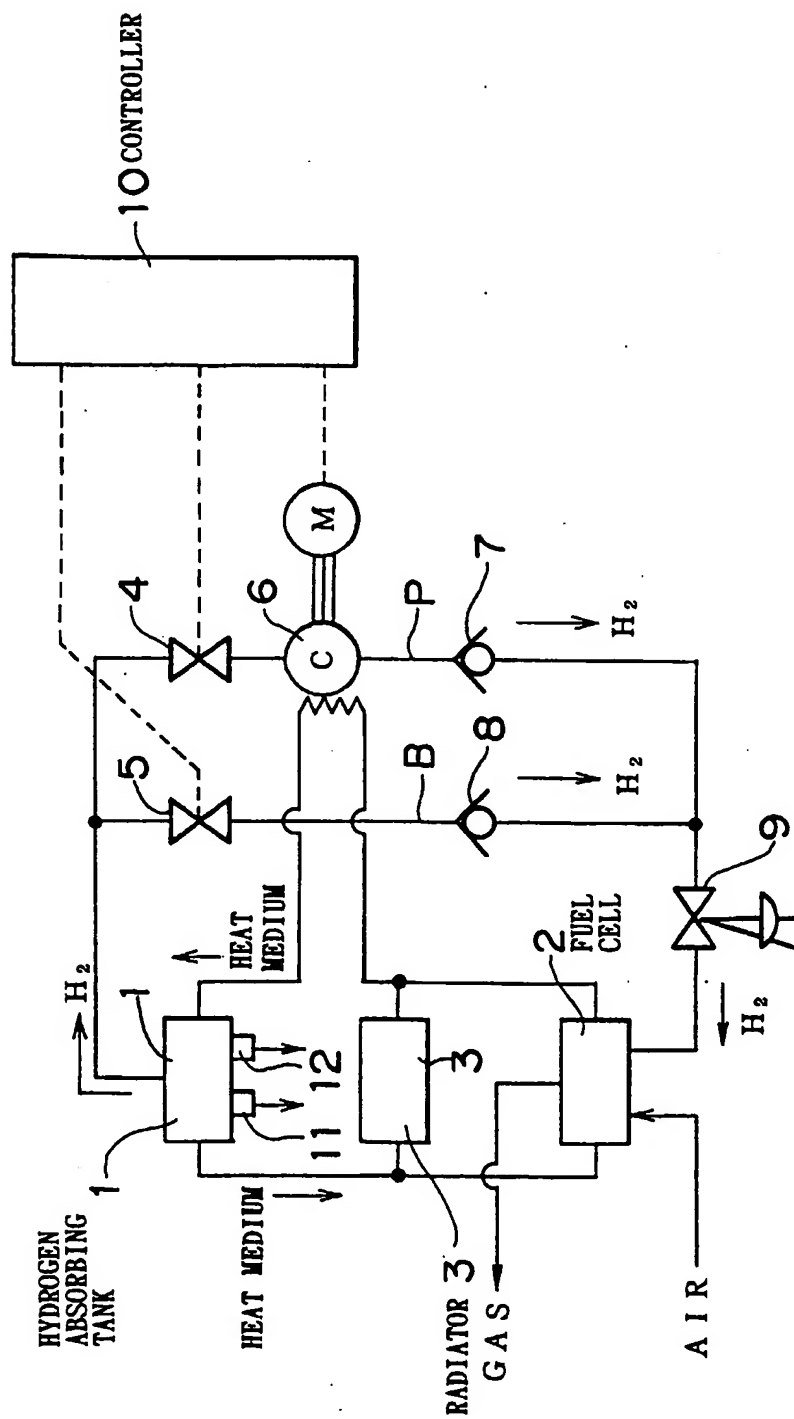 10 CONTROLLER
4
6
C
M
P
7
H₂
5
B
8
H₂
9
H₂
HEAT
MEDIUM
1
1
12
11
H₂
HYDROGEN
ABSORBING
TANK
HEAT MEDIUM
3
RADIATOR 3
2 FUEL
CELL
GAS
AIR